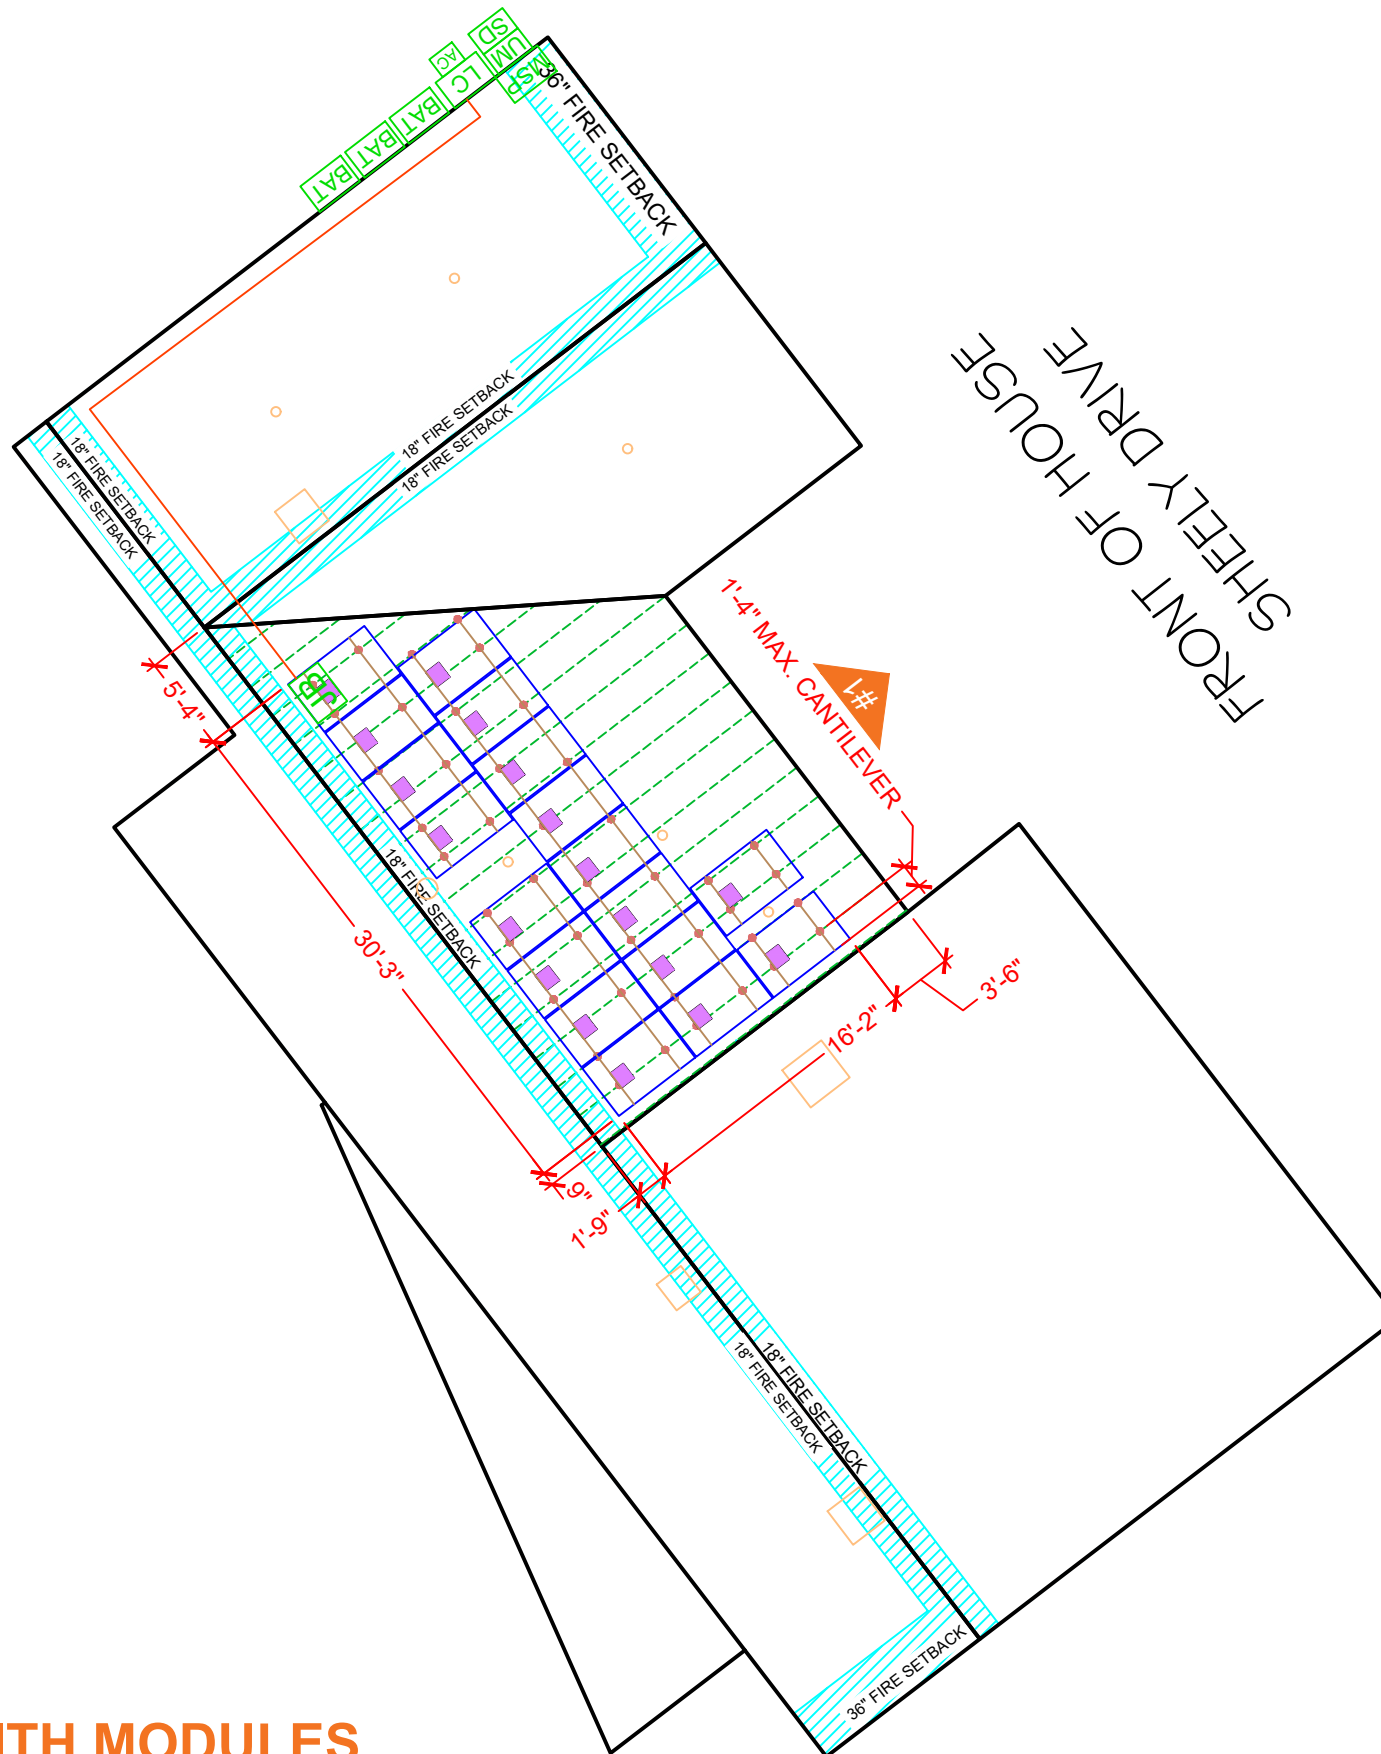 SD
UM
MSP
AC
LC
BAT
BAT
BAT
36" FIRE SETBACK
FRONT OF HOUSE
SHEELY DRIVE
18" FIRE SETBACK
18" FIRE SETBACK
18" FIRE SETBACK
18" FIRE SETBACK
5'-4"
1'-4" MAX. CANTILEVER
#1
18" FIRE SETBACK
30'-3"
3'-6"
16'-2"
9"
1'-9"
18" FIRE SETBACK
18" FIRE SETBACK
36" FIRE SETBACK
ITH MODULES